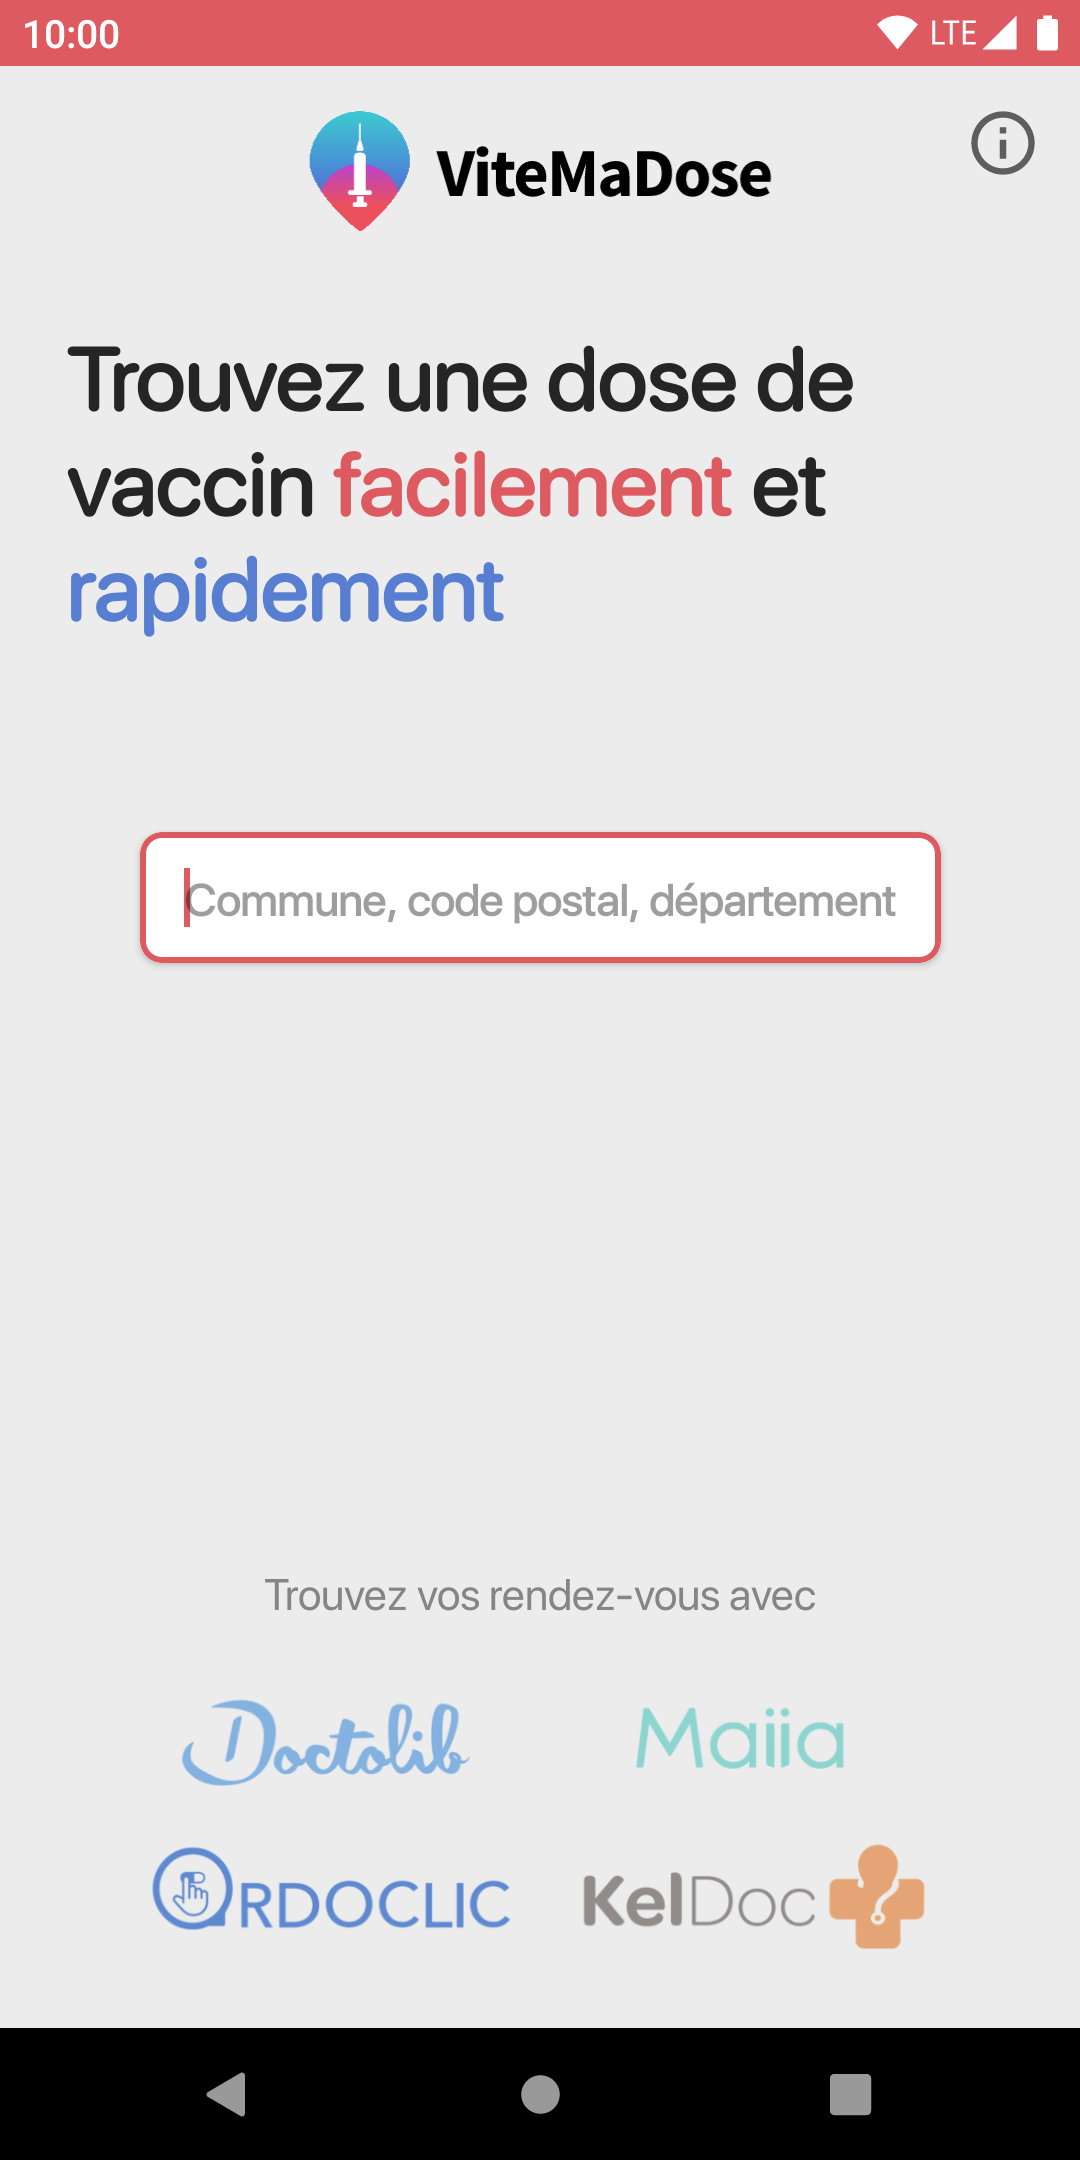 10:00 LTE
ViteMaDose
Trouvez une dose de
vaccin facilement et
rapidement
Commune, code postal, département
Trouvez vos rendez-vous avec
Doctolib Maiia
ORDOCLIC KelDoc